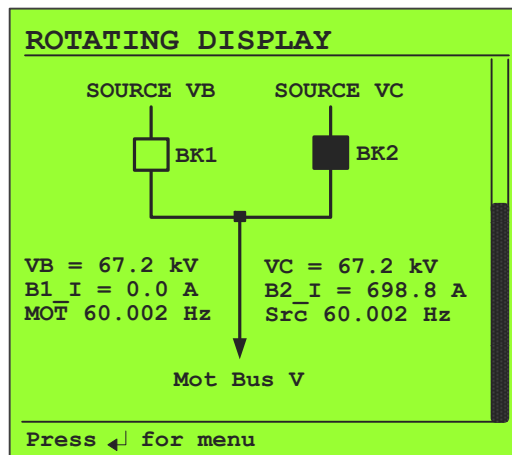 ROTATING DISPLAY
SOURCE VB SOURCE VC
BK1 BK2
VB = 67.2 kV VC = 67.2 kV
B1_I = 0.0 A B2_I = 698.8 A
MOT 60.002 Hz Src 60.002 Hz
Mot Bus V
Press ↵ for menu